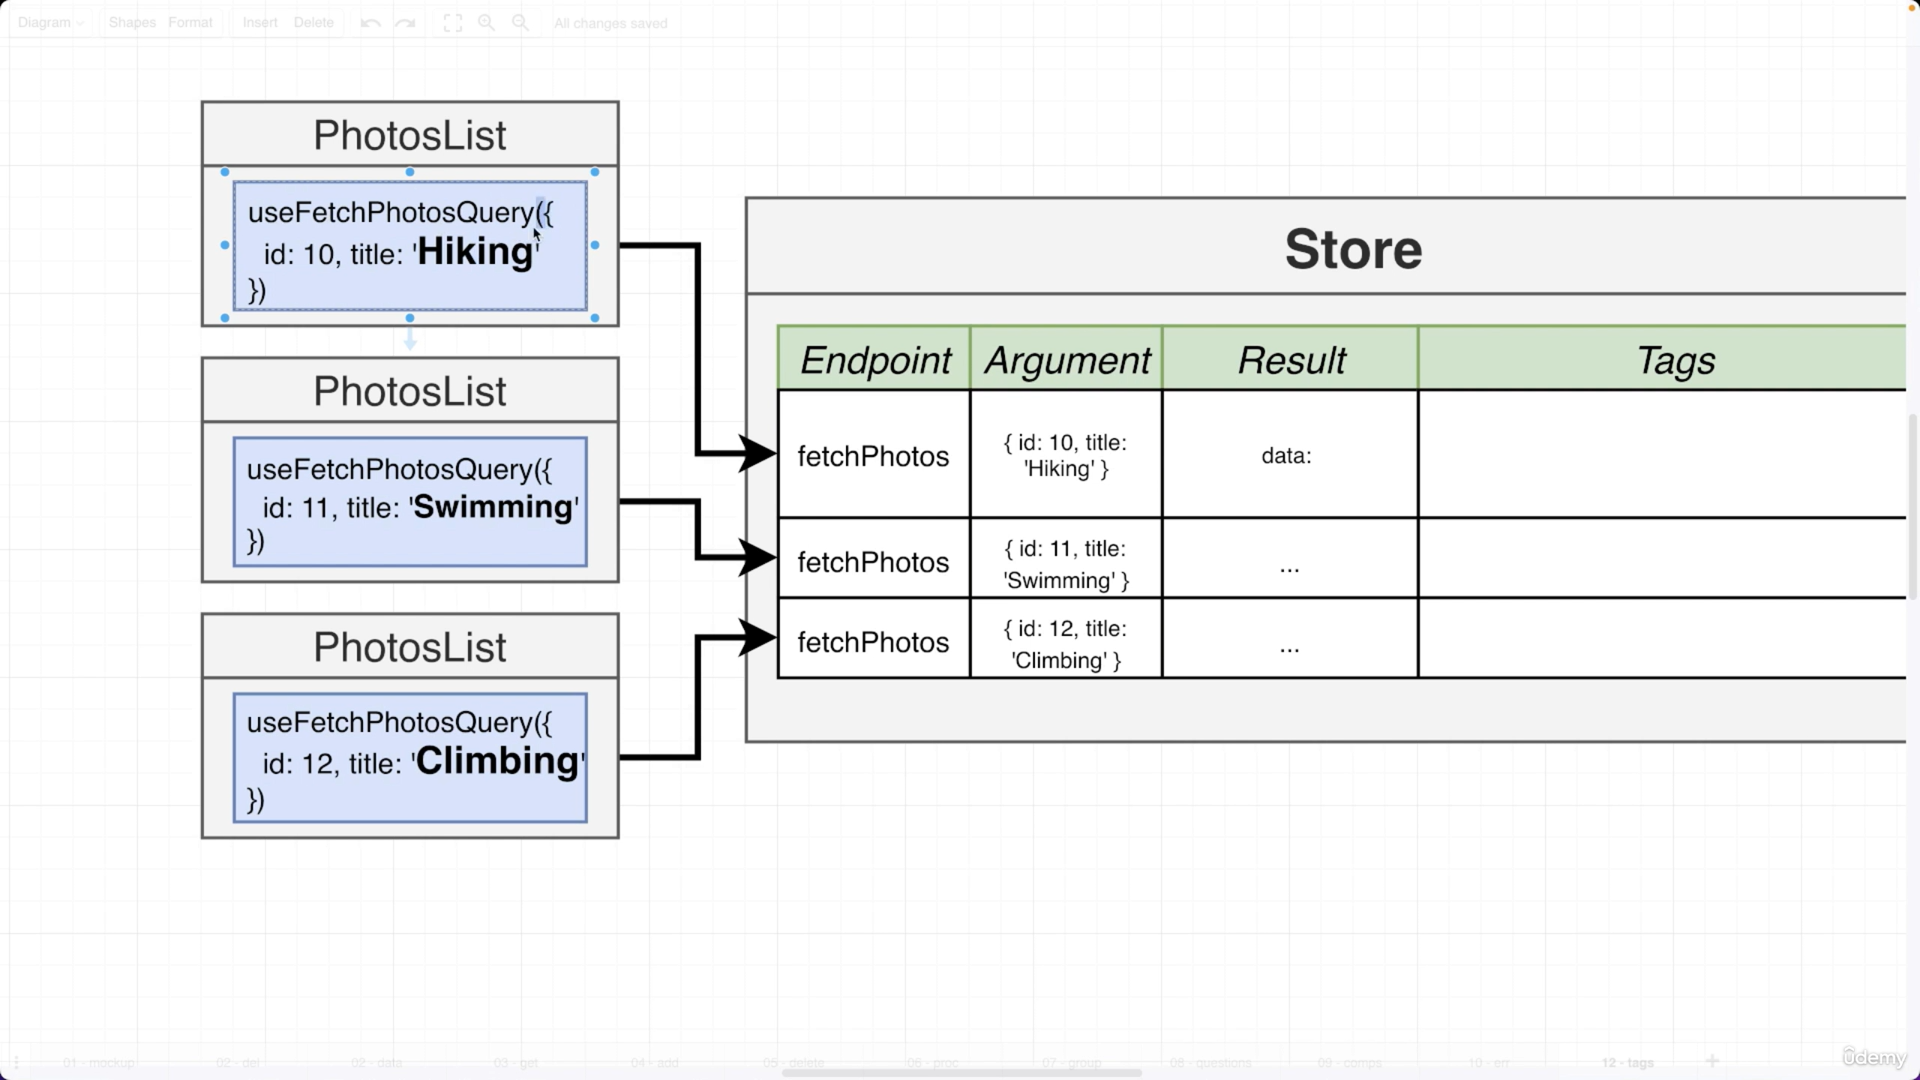 Diagram
Shapes
Format
Insert
Delete
All changes saved
PhotosList
useFetchPhotosQuery({
id: 10, title: 'Hiking'
})
PhotosList
useFetchPhotosQuery({
id: 11, title: 'Swimming'
})
PhotosList
useFetchPhotosQuery({
id: 12, title: 'Climbing'
})
Store
Endpoint Argument Result Tags
fetchPhotos
{ id: 10, title:
'Hiking' }
data:
fetchPhotos
{ id: 11, title:
'Swimming' }
...
fetchPhotos
{ id: 12, title:
'Climbing' }
...
01 - mockup
02 - del
02 - data
03 - get
04 - add
05 - delete
06 - proc
07 - group
08 - questions
09 - comps
10 - err
12 - tags
ûdemy